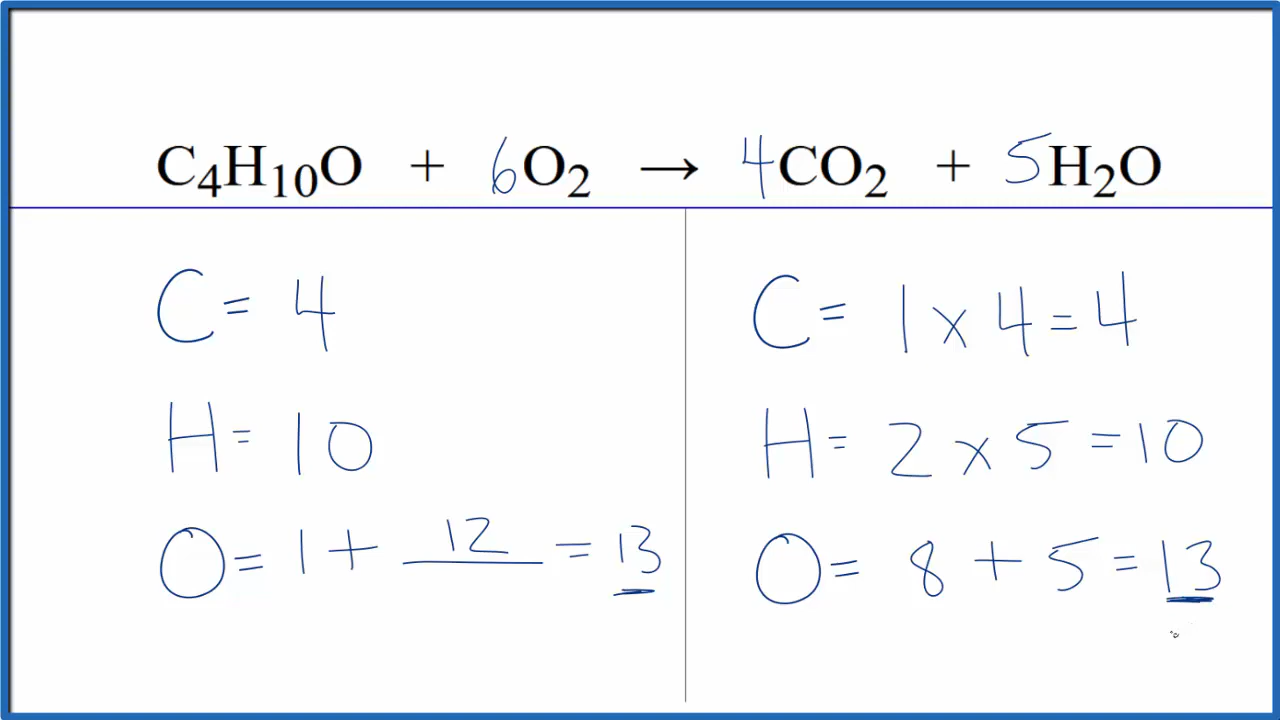 C₄H₁₀O + 6O₂ → 4CO₂ + 5H₂O
C = 4
H = 10
O = 1 + 12 = 13
C = 1 x 4 = 4
H = 2 x 5 = 10
O = 8 + 5 = 13